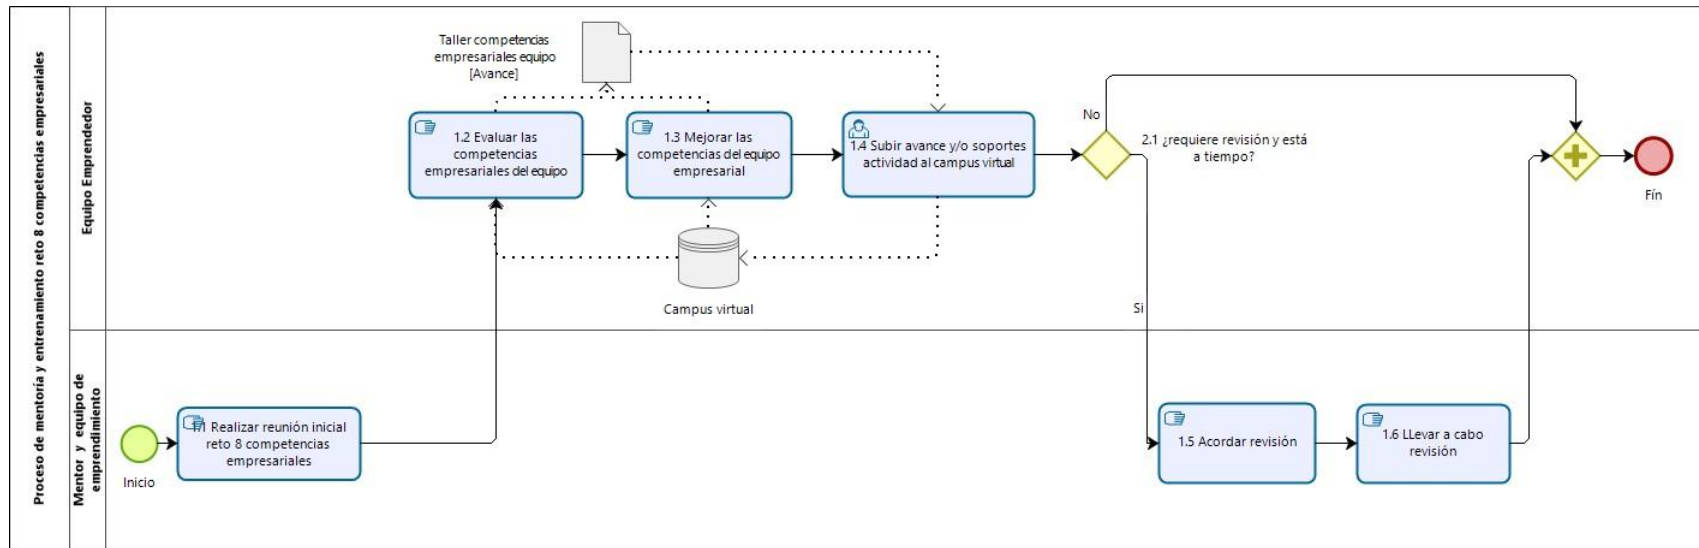 Proceso de mentoría y entrenamiento reto 8 competencias empresariales
Equipo Emprendedor
Taller competencias
empresariales equipo
[Avance]
1.2 Evaluar las
competencias
empresariales del equipo
1.3 Mejorar las
competencias del equipo
empresarial
1.4 Subir avance y/o soportes
actividad al campus virtual
No
2.1 ¿requiere revisión y está
a tiempo?
Si
Fín
Campus virtual
Mentor y equipo de
emprendimiento
Inicio
1.1 Realizar reunión inicial
reto 8 competencias
empresariales
1.5 Acordar revisión
1.6 LLevar a cabo
revisión